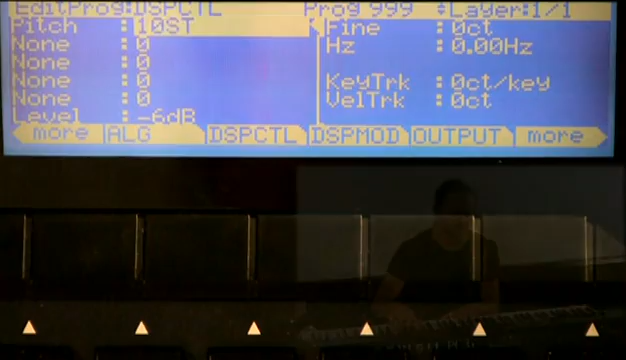 EditProg:DSPCTL Prog 999 Layer:1/1
Pitch :10ST Fine :0ct
None :0 Hz :0.00Hz
None :0
None :0 KeyTrk :0ct/key
None :0 VelTrk :0ct
Level :-6dB
more ALG DSPCTL DSPMOD OUTPUT more